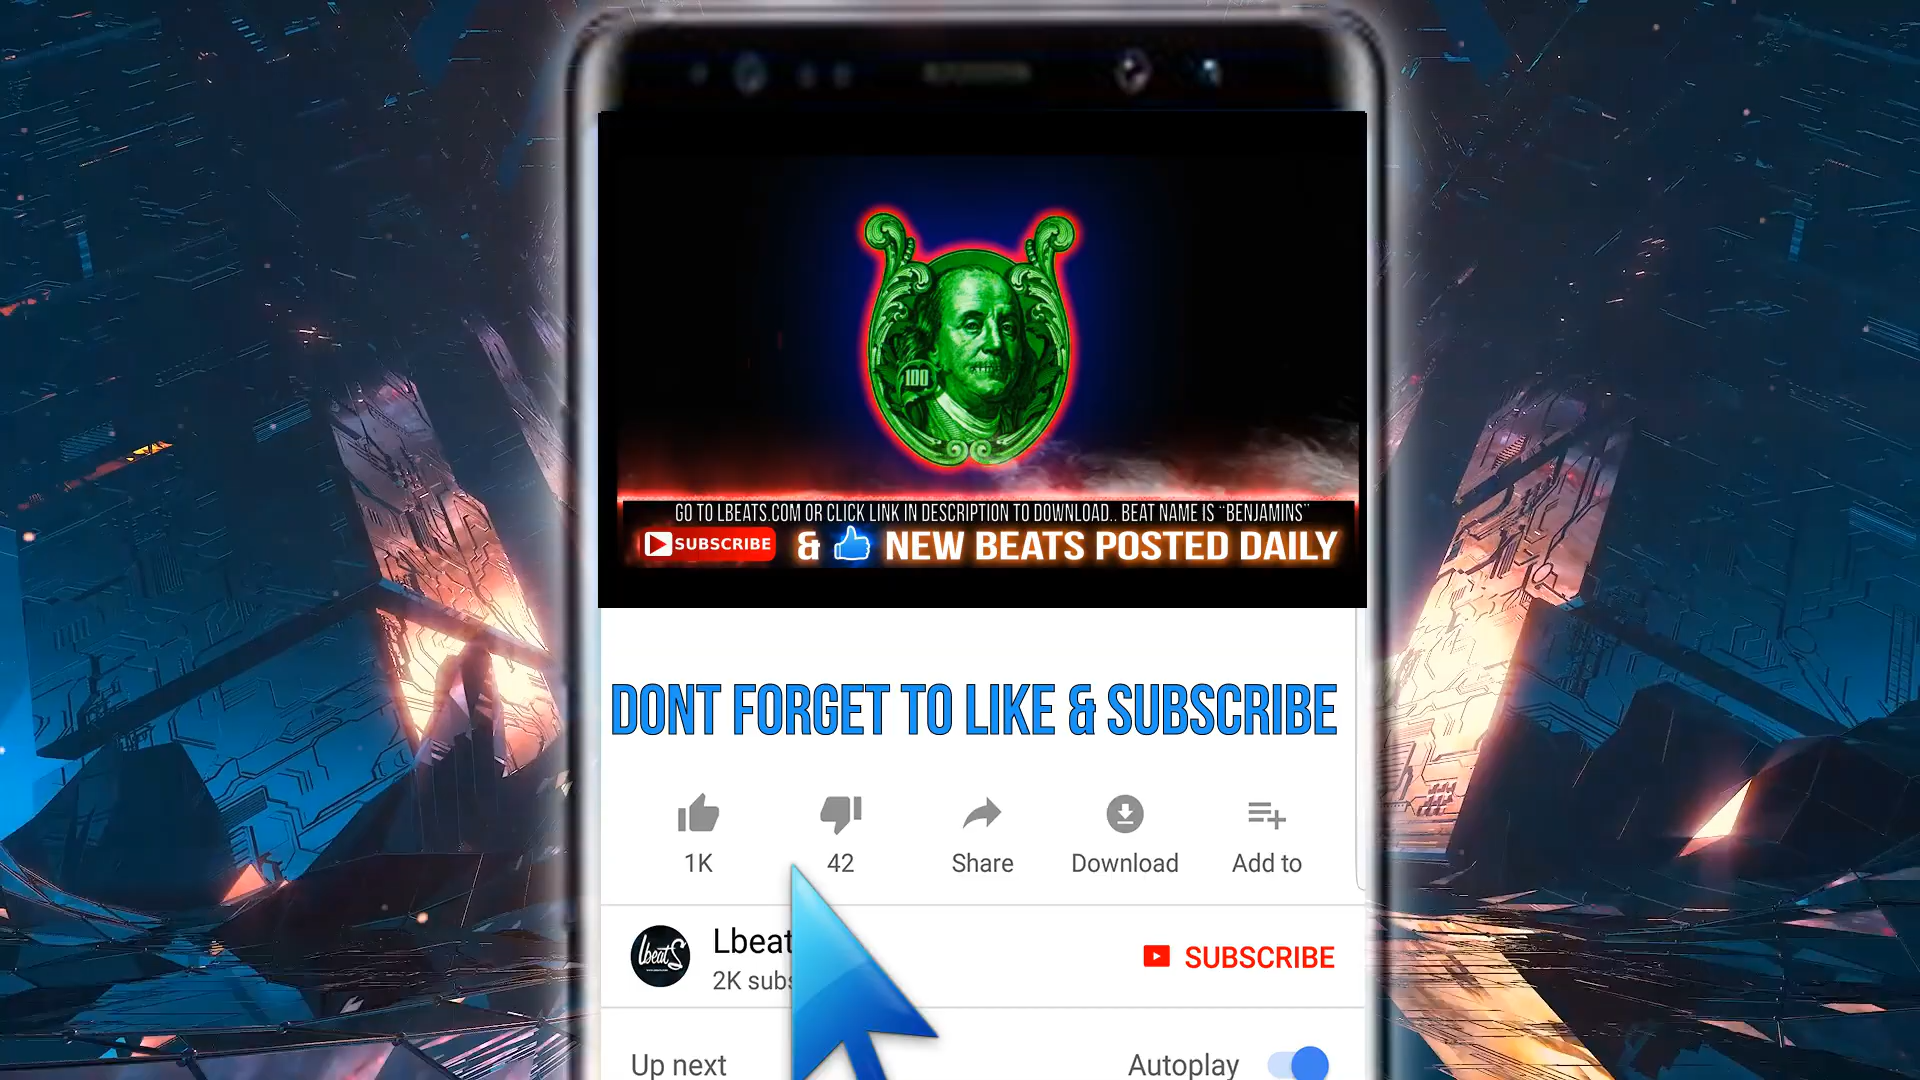 100
GO TO LBEATS.COM OR CLICK LINK IN DESCRIPTION TO DOWNLOAD.. BEAT NAME IS "BENJAMINS"
SUBSCRIBE & NEW BEATS POSTED DAILY
DONT FORGET TO LIKE & SUBSCRIBE
1K 42 Share Download Add to
lbeatS
Lbeat
2K subs
SUBSCRIBE
Up next Autoplay